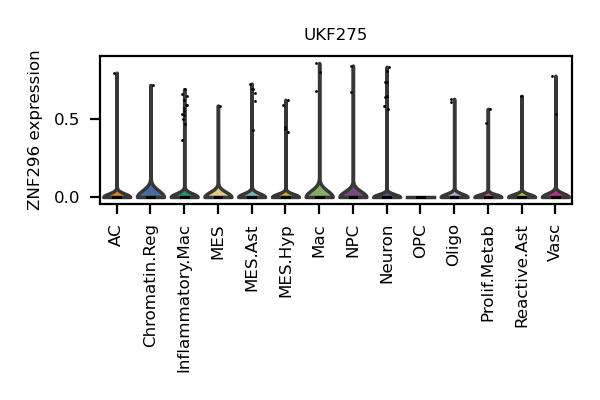 UKF275
ZNF296 expression
0.5
0.0
AC
Chromatin.Reg
Inflammatory.Mac
MES
MES.Ast
MES.Hyp
Mac
NPC
Neuron
OPC
Oligo
Prolif.Metab
Reactive.Ast
Vasc